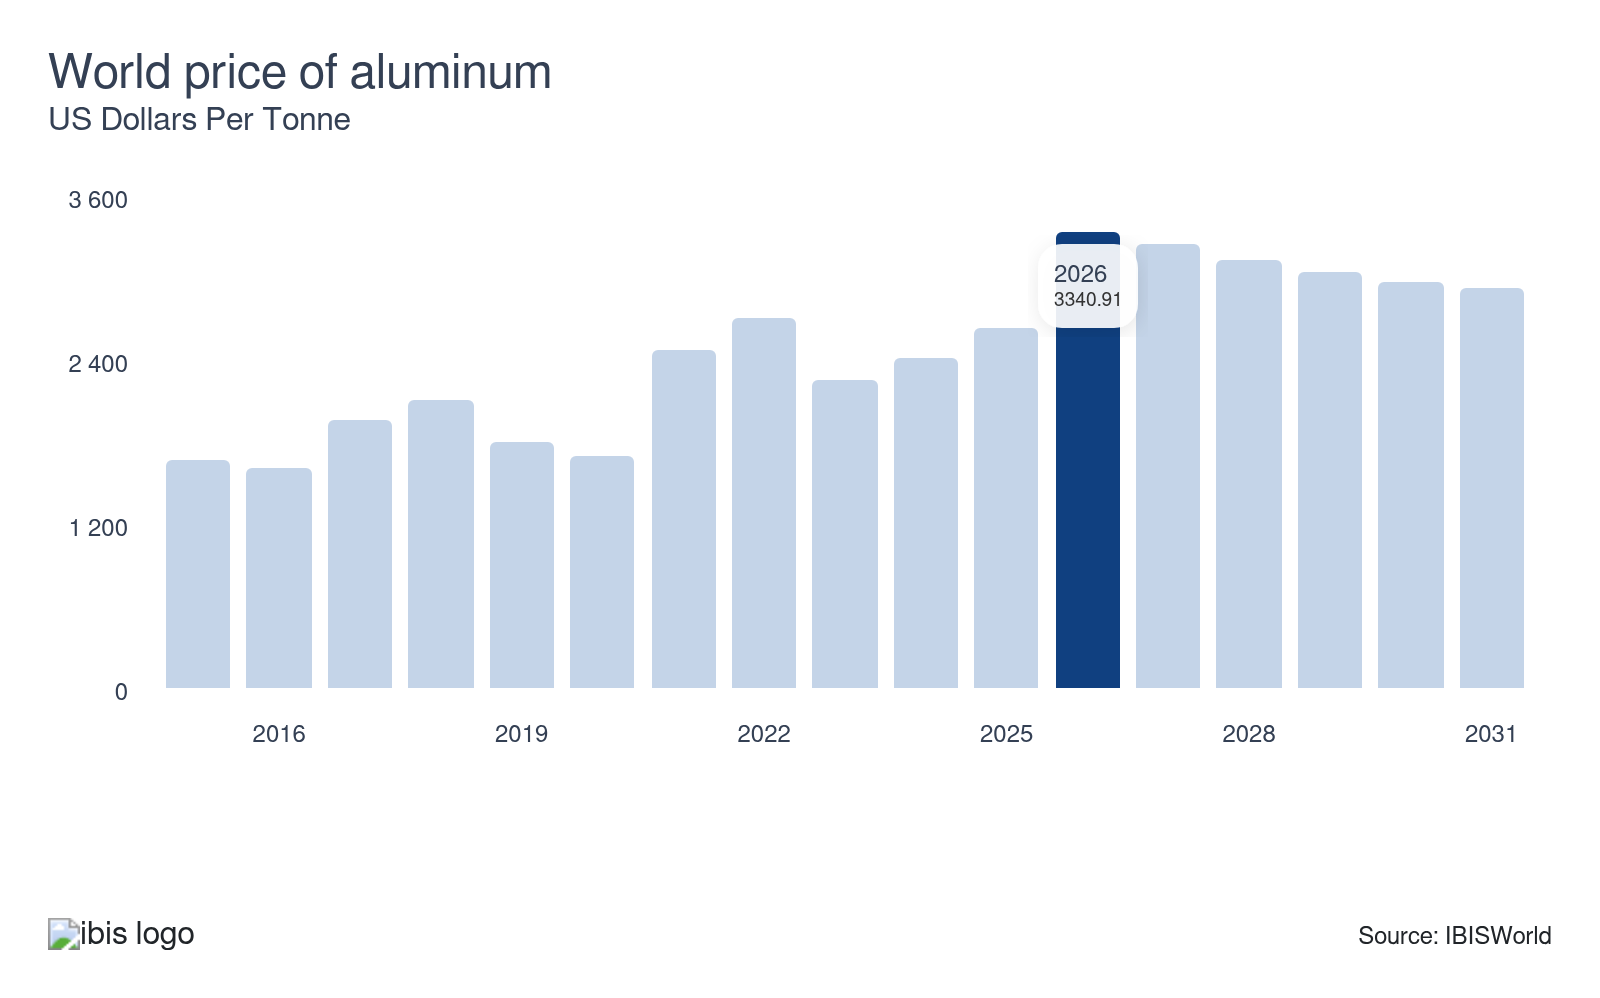 World price of aluminum
US Dollars Per Tonne
3 600
2 400
1 200
0
2026
3340.91
2016 2019 2022 2025 2028 2031
ibis logo
Source: IBISWorld